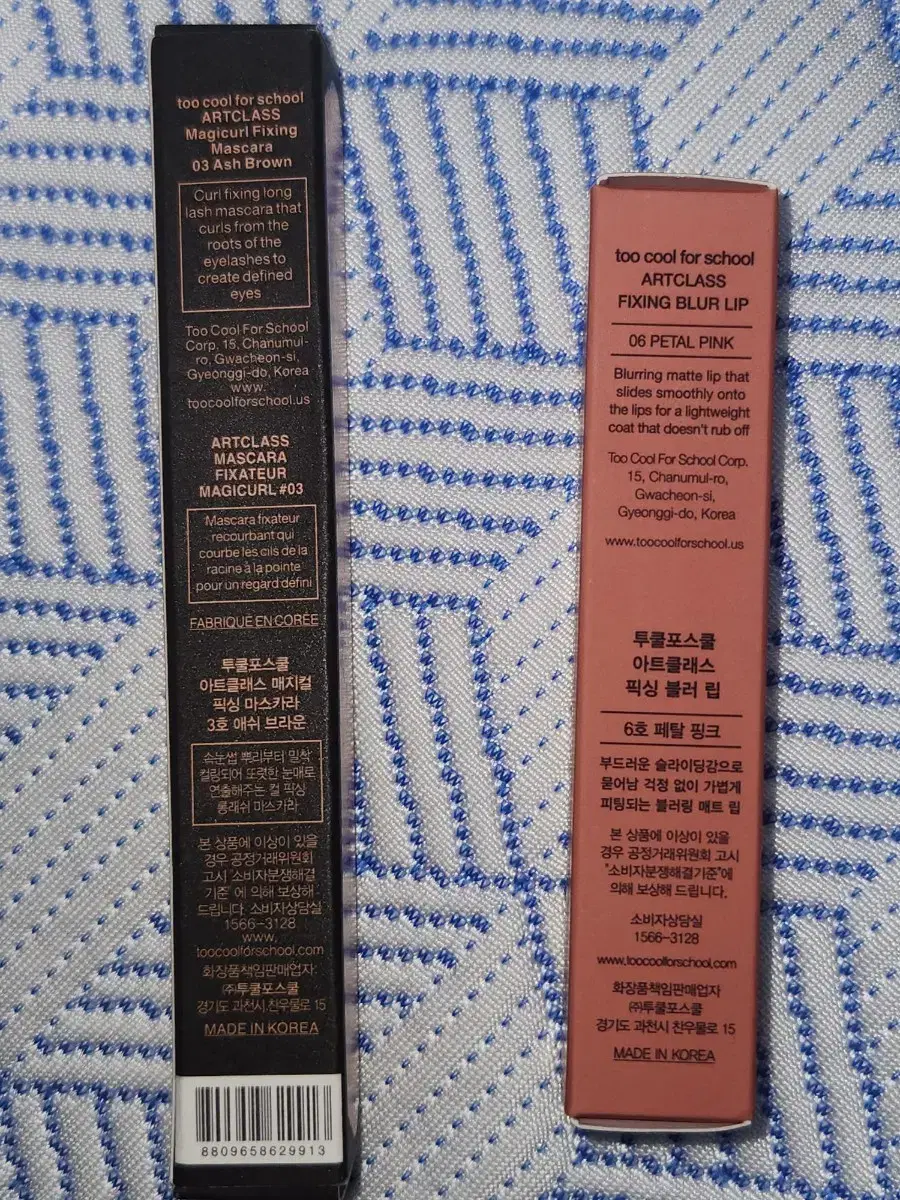 too cool for school
ARTCLASS
Magicurl Fixing
Mascara
03 Ash Brown
Curl fixing long
lash mascara that
curls from the
roots of the
eyelashes to
create defined
eyes
Too Cool For School
Corp. 15, Chanumul-
ro, Gwacheon-si,
Gyeonggi-do, Korea
www.
toocoolforschool.us
ARTCLASS
MASCARA
FIXATEUR
MAGICURL #03
Mascara fixateur
recourbant qui
courbe les cils de la
racine à la pointe
pour un regard défini
FABRIQUÉ EN CORÉE
투쿨포스쿨
아트클래스 매지컬
픽싱 마스카라
3호 애쉬 브라운
속눈썹 뿌리부터 밀착
컬링되어 또렷한 눈매로
연출해주는 컬 픽싱
롱래쉬 마스카라
본 상품에 이상이 있을
경우 공정거래위원회
고시 '소비자분쟁해결
기준' 에 의해 보상해
드립니다. 소비자상담실
1566-3128
www.
toocoolforschool.com
화장품책임판매업자:
㈜투쿨포스쿨
경기도 과천시 찬우물로 15
MADE IN KOREA
8809658629913
too cool for school
ARTCLASS
FIXING BLUR LIP
06 PETAL PINK
Blurring matte lip that
slides smoothly onto
the lips for a lightweight
coat that doesn't rub off
Too Cool For School Corp.
15, Chanumul-ro,
Gwacheon-si,
Gyeonggi-do, Korea
www.toocoolforschool.us
투쿨포스쿨
아트클래스
픽싱 블러 립
6호 페탈 핑크
부드러운 슬라이딩감으로
묻어남 걱정 없이 가볍게
피팅되는 블러링 매트 립
본 상품에 이상이 있을
경우 공정거래위원회 고시
"소비자분쟁해결기준"에
의해 보상해 드립니다.
소비자상담실
1566-3128
www.toocoolforschool.com
화장품책임판매업자
㈜투쿨포스쿨
경기도 과천시 찬우물로 15
MADE IN KOREA